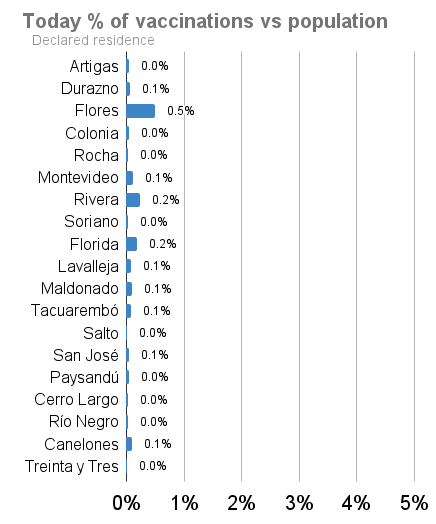 Today % of vaccinations vs population
Declared residence
Artigas 0.0%
Durazno 0.1%
Flores 0.5%
Colonia 0.0%
Rocha 0.0%
Montevideo 0.1%
Rivera 0.2%
Soriano 0.0%
Florida 0.2%
Lavalleja 0.1%
Maldonado 0.1%
Tacuarembó 0.1%
Salto 0.0%
San José 0.1%
Paysandú 0.0%
Cerro Largo 0.0%
Río Negro 0.0%
Canelones 0.1%
Treinta y Tres 0.0%
0% 1% 2% 3% 4% 5%